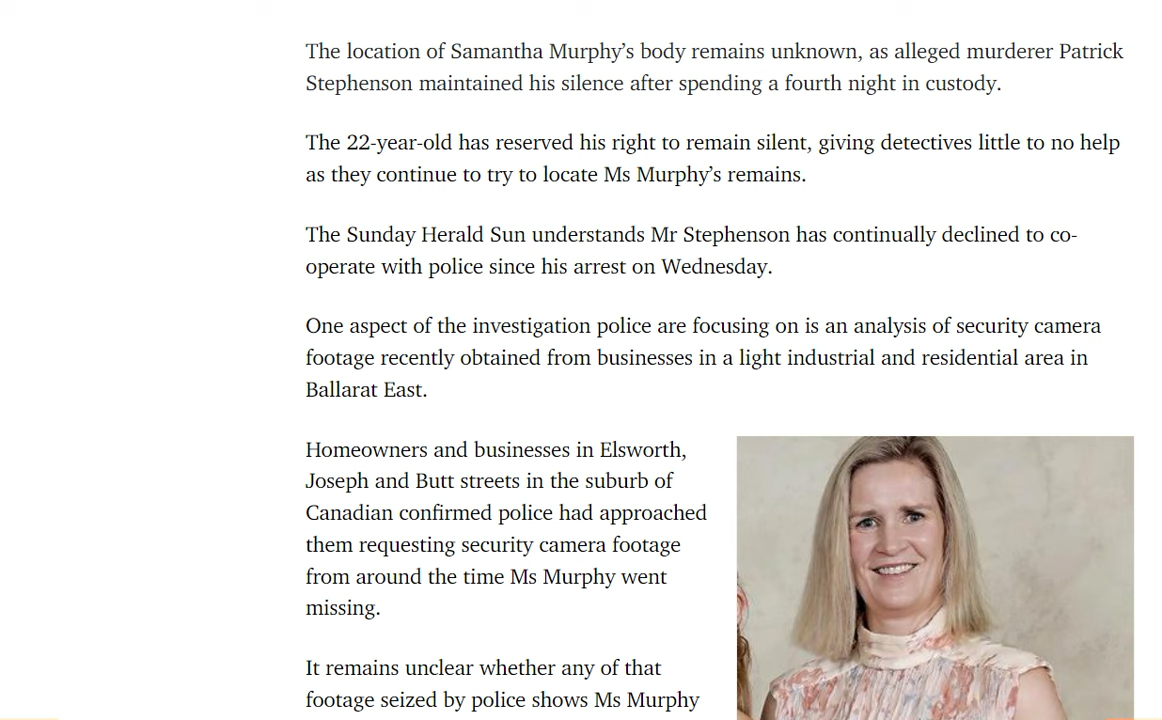 The location of Samantha Murphy’s body remains unknown, as alleged murderer Patrick
Stephenson maintained his silence after spending a fourth night in custody.
The 22-year-old has reserved his right to remain silent, giving detectives little to no help
as they continue to try to locate Ms Murphy’s remains.
The Sunday Herald Sun understands Mr Stephenson has continually declined to co-
operate with police since his arrest on Wednesday.
One aspect of the investigation police are focusing on is an analysis of security camera
footage recently obtained from businesses in a light industrial and residential area in
Ballarat East.
Homeowners and businesses in Elsworth,
Joseph and Butt streets in the suburb of
Canadian confirmed police had approached
them requesting security camera footage
from around the time Ms Murphy went
missing.
It remains unclear whether any of that
footage seized by police shows Ms Murphy